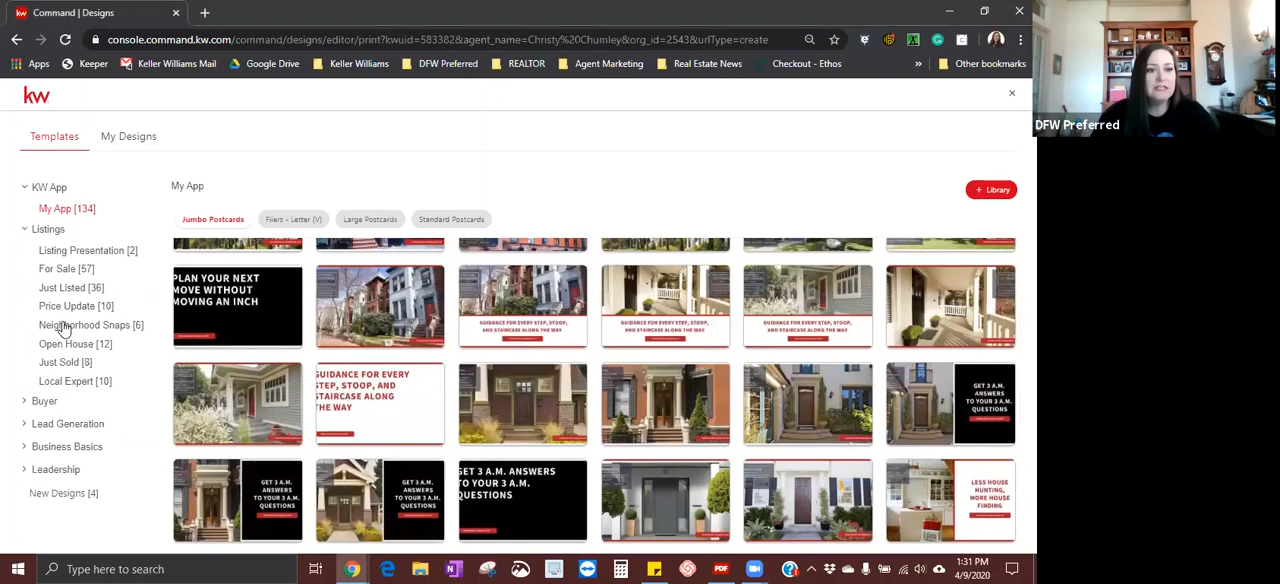 kw Command | Designs
console.command.kw.com/command/designs/editor/print?kwuid=583382&agent_name=Christy%20Chumley&org_id=2543&urlType=create
Apps Keeper Keller Williams Mail Google Drive Keller Williams DFW Preferred REALTOR Agent Marketing Real Estate News Checkout - Ethos » Other bookmarks
kw
DFW Preferred
Templates My Designs
KW App
My App [134]
Listings
Listing Presentation [2]
For Sale [57]
Just Listed [36]
Price Update [10]
Neighborhood Snaps [6]
Open House [12]
Just Sold [8]
Local Expert [10]
Buyer
Lead Generation
Business Basics
Leadership
New Designs [4]
My App
+ Library
Jumbo Postcards Fliers - Letter (V) Large Postcards Standard Postcards
PLAN YOUR NEXT
MOVE WITHOUT
MOVING AN INCH
GUIDANCE FOR EVERY STEP, STOOP,
AND STAIRCASE ALONG THE WAY
GUIDANCE FOR EVERY STEP, STOOP,
AND STAIRCASE ALONG THE WAY
GUIDANCE FOR EVERY STEP, STOOP,
AND STAIRCASE ALONG THE WAY
GUIDANCE FOR EVERY
STEP, STOOP, AND
STAIRCASE ALONG
THE WAY
GET 3 A.M.
ANSWERS
TO YOUR 3 A.M.
QUESTIONS
GET 3 A.M.
ANSWERS
TO YOUR 3 A.M.
QUESTIONS
GET 3 A.M.
ANSWERS
TO YOUR 3 A.M.
QUESTIONS
GET 3 A.M. ANSWERS
TO YOUR 3 A.M.
QUESTIONS
LESS HOUSE
HUNTING,
MORE HOUSE
FINDING
Type here to search
PDF
1:31 PM
4/9/2020